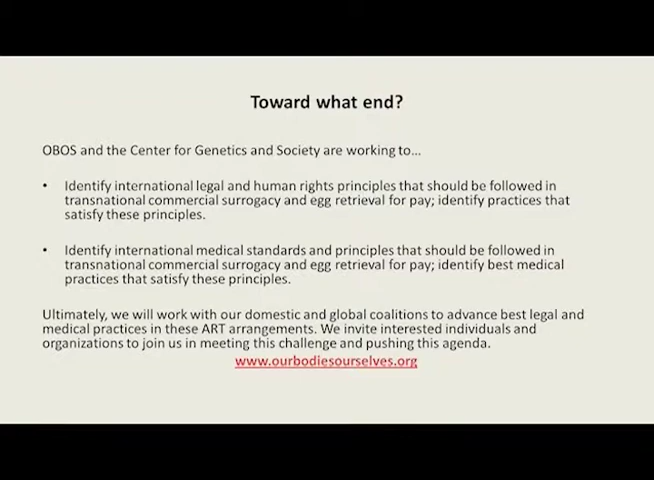 Toward what end?
OBOS and the Center for Genetics and Society are working to…
• Identify international legal and human rights principles that should be followed in
transnational commercial surrogacy and egg retrieval for pay; identify practices that
satisfy these principles.
• Identify international medical standards and principles that should be followed in
transnational commercial surrogacy and egg retrieval for pay; identify best medical
practices that satisfy these principles.
Ultimately, we will work with our domestic and global coalitions to advance best legal and
medical practices in these ART arrangements. We invite interested individuals and
organizations to join us in meeting this challenge and pushing this agenda.
www.ourbodiesourselves.org